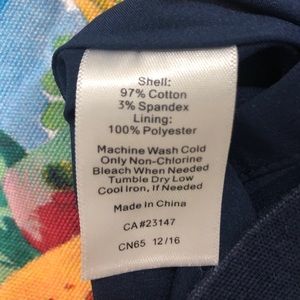 Shell:
97% Cotton
3% Spandex
Lining:
100% Polyester
Machine Wash Cold
Only Non-Chlorine
Bleach When Needed
Tumble Dry Low
Cool Iron, If Needed
Made In China
CA#23147
CN65 12/16